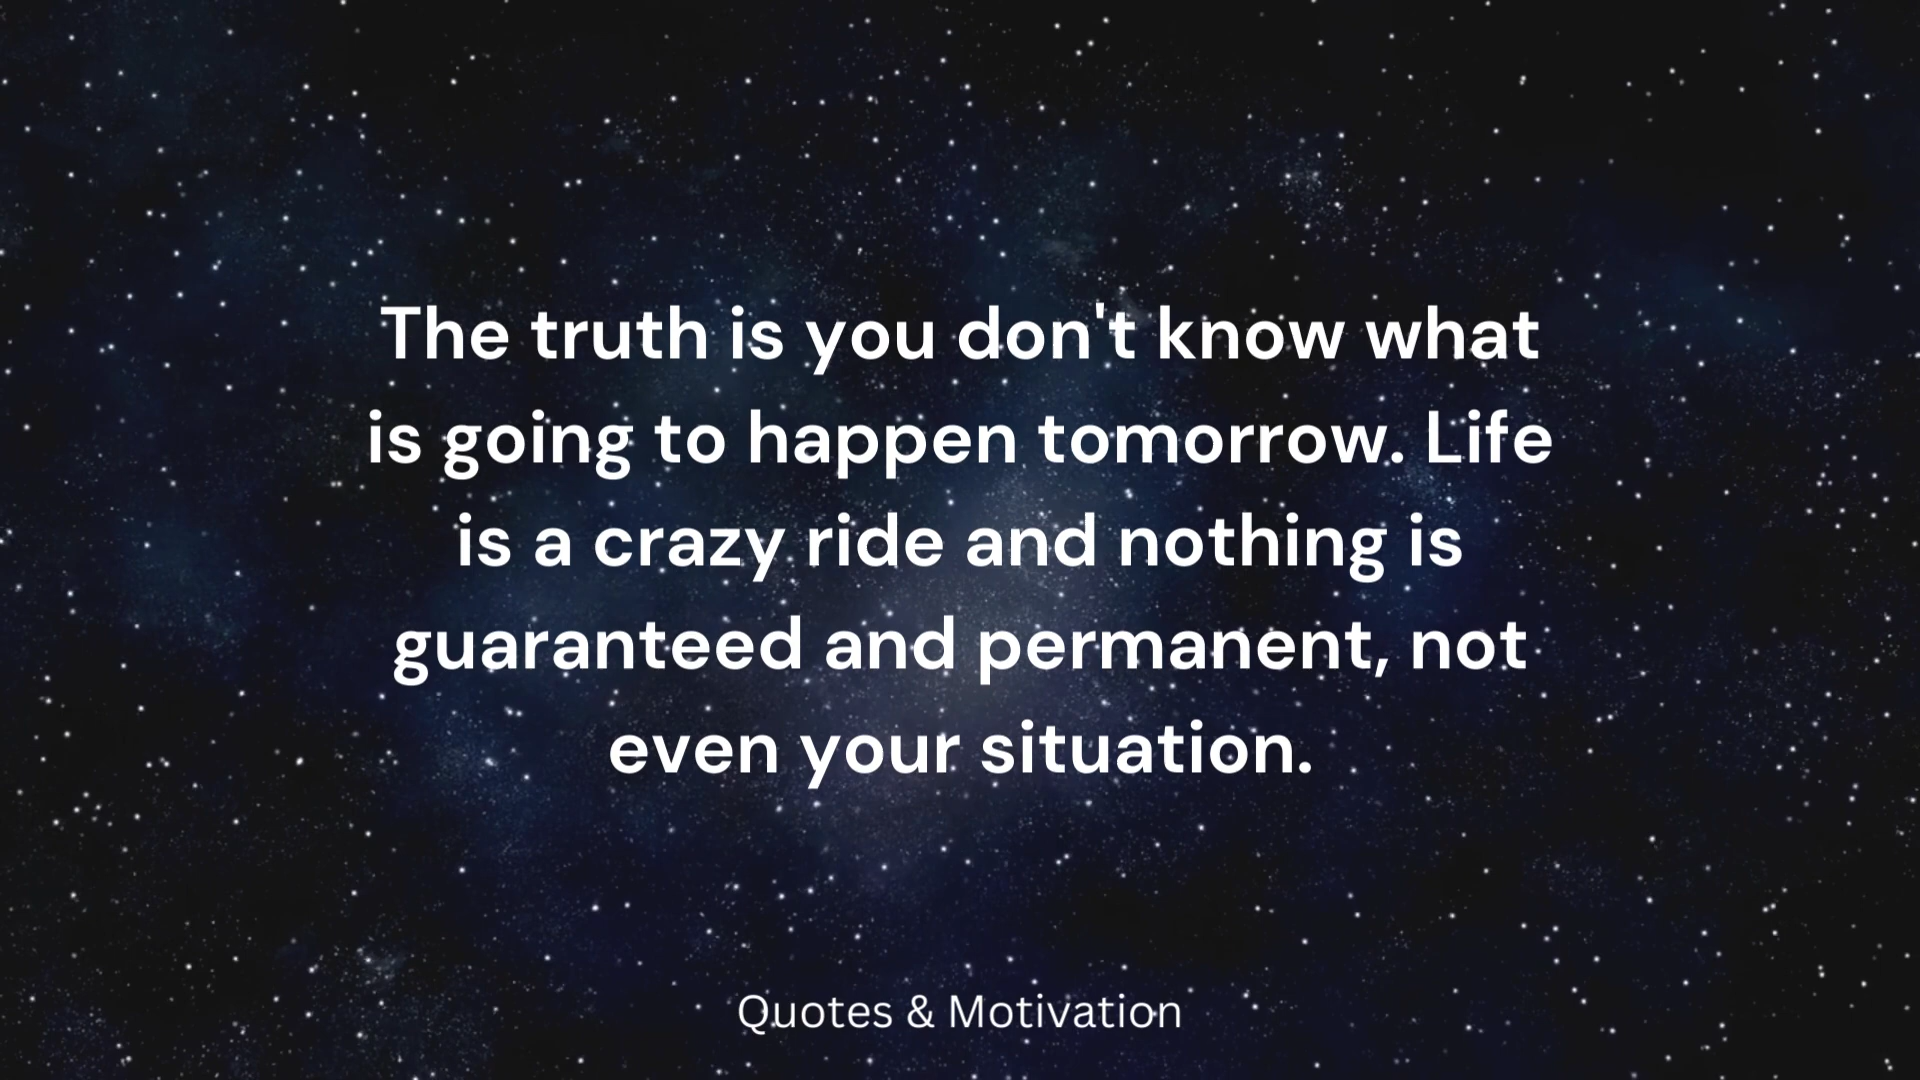 The truth is you don't know what
is going to happen tomorrow. Life
is a crazy ride and nothing is
guaranteed and permanent, not
even your situation.
Quotes & Motivation